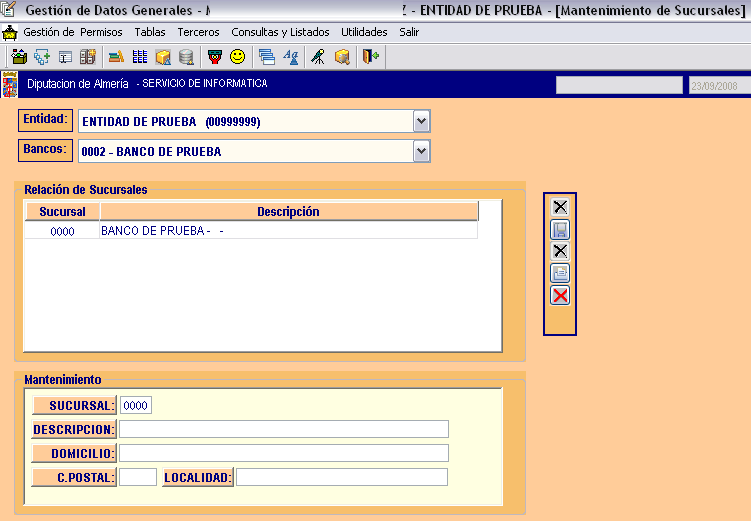 Gestión de Datos Generales - - ENTIDAD DE PRUEBA - [Mantenimiento de Sucursales]
Gestión de Permisos Tablas Terceros Consultas y Listados Utilidades Salir
Diputacion de Almería - SERVICIO DE INFORMATICA 23/09/2008
Entidad: ENTIDAD DE PRUEBA (00999999)
Bancos: 0002 - BANCO DE PRUEBA
Relación de Sucursales
Sucursal Descripción
0000 BANCO DE PRUEBA - -
Mantenimiento
SUCURSAL: 0000
DESCRIPCION:
DOMICILIO:
C.POSTAL: LOCALIDAD: